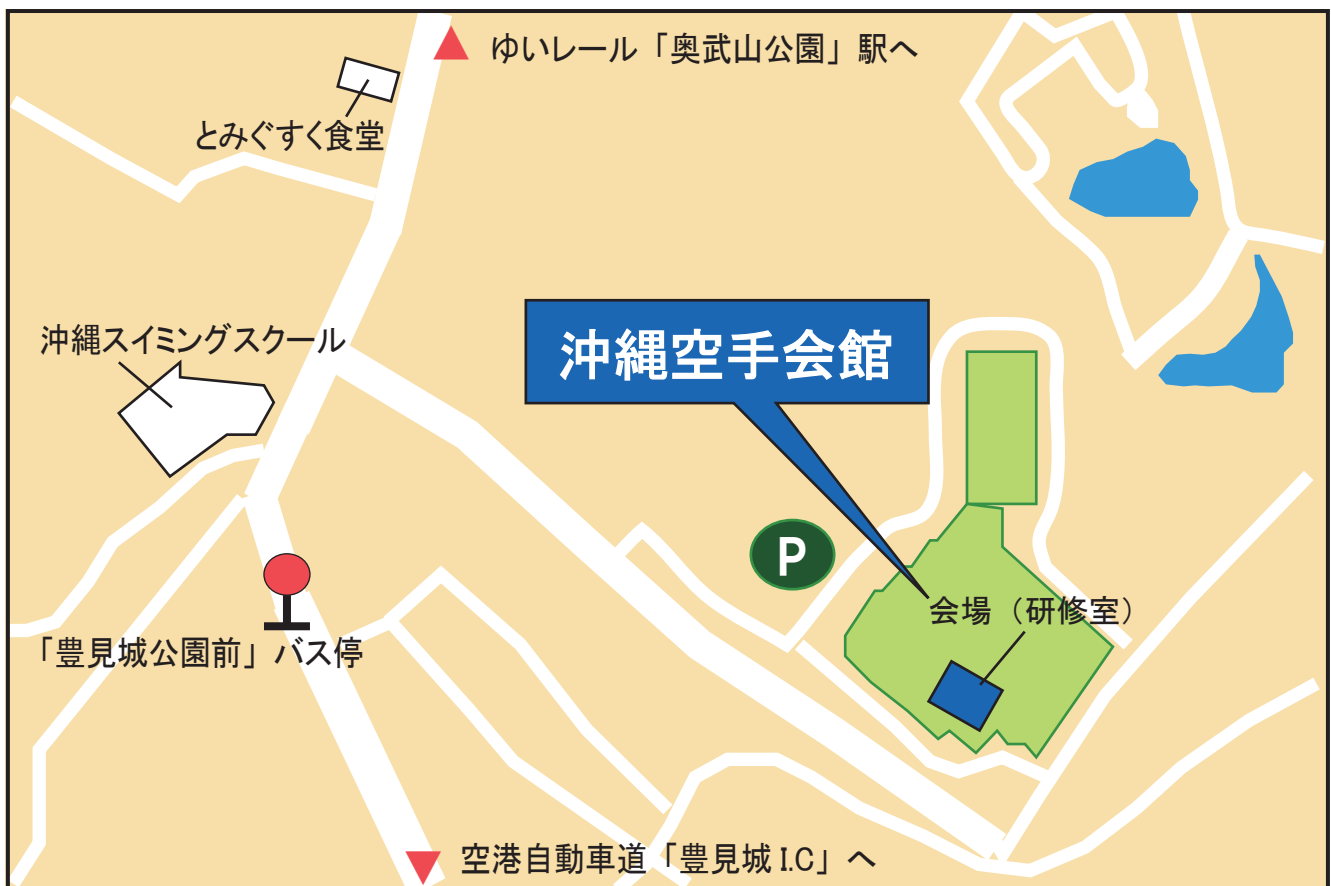 ゆいレール「奥武山公園」駅へ
とみぐすく食堂
沖縄スイミングスクール
沖縄空手会館
P
会場（研修室）
「豊見城公園前」バス停
空港自動車道「豊見城 I.C」へ